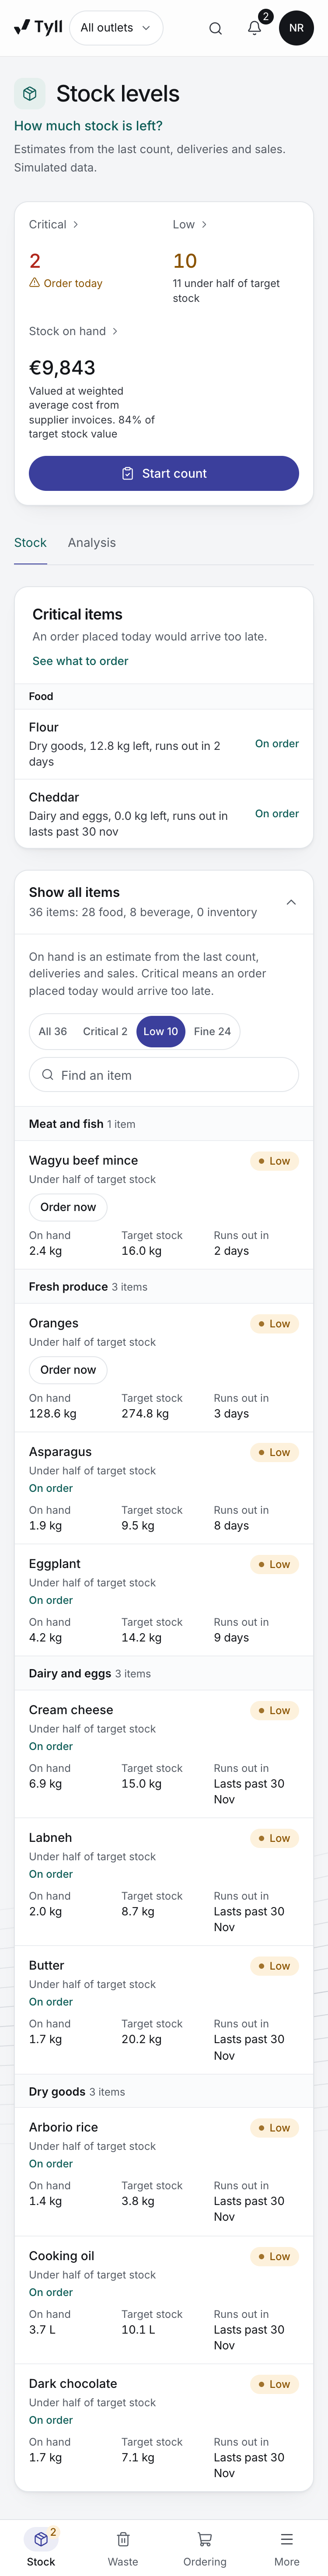 Tyll
All outlets
2
NR
Stock levels
How much stock is left?
Estimates from the last count, deliveries and sales.
Simulated data.
Critical
Low
2
10
Order today
11 under half of target
stock
Stock on hand
€9,843
Valued at weighted
average cost from
supplier invoices. 84% of
target stock value
Start count
Stock
Analysis
Critical items
An order placed today would arrive too late.
See what to order
Food
Flour
Dry goods, 12.8 kg left, runs out in 2
days
On order
Cheddar
Dairy and eggs, 0.0 kg left, runs out in
lasts past 30 nov
On order
Show all items
36 items: 28 food, 8 beverage, 0 inventory
On hand is an estimate from the last count,
deliveries and sales. Critical means an order
placed today would arrive too late.
All 36
Critical 2
Low 10
Fine 24
Find an item
Meat and fish 1 item
Wagyu beef mince
Low
Under half of target stock
Order now
On hand
Target stock
Runs out in
2.4 kg
16.0 kg
2 days
Fresh produce 3 items
Oranges
Low
Under half of target stock
Order now
On hand
Target stock
Runs out in
128.6 kg
274.8 kg
3 days
Asparagus
Low
Under half of target stock
On order
On hand
Target stock
Runs out in
1.9 kg
9.5 kg
8 days
Eggplant
Low
Under half of target stock
On order
On hand
Target stock
Runs out in
4.2 kg
14.2 kg
9 days
Dairy and eggs 3 items
Cream cheese
Low
Under half of target stock
On order
On hand
Target stock
Runs out in
6.9 kg
15.0 kg
Lasts past 30
Nov
Labneh
Low
Under half of target stock
On order
On hand
Target stock
Runs out in
2.0 kg
8.7 kg
Lasts past 30
Nov
Butter
Low
Under half of target stock
On order
On hand
Target stock
Runs out in
1.7 kg
20.2 kg
Lasts past 30
Nov
Dry goods 3 items
Arborio rice
Low
Under half of target stock
On order
On hand
Target stock
Runs out in
1.4 kg
3.8 kg
Lasts past 30
Nov
Cooking oil
Low
Under half of target stock
On order
On hand
Target stock
Runs out in
3.7 L
10.1 L
Lasts past 30
Nov
Dark chocolate
Low
Under half of target stock
On order
On hand
Target stock
Runs out in
1.7 kg
7.1 kg
Lasts past 30
Nov
2
Stock
Waste
Ordering
More